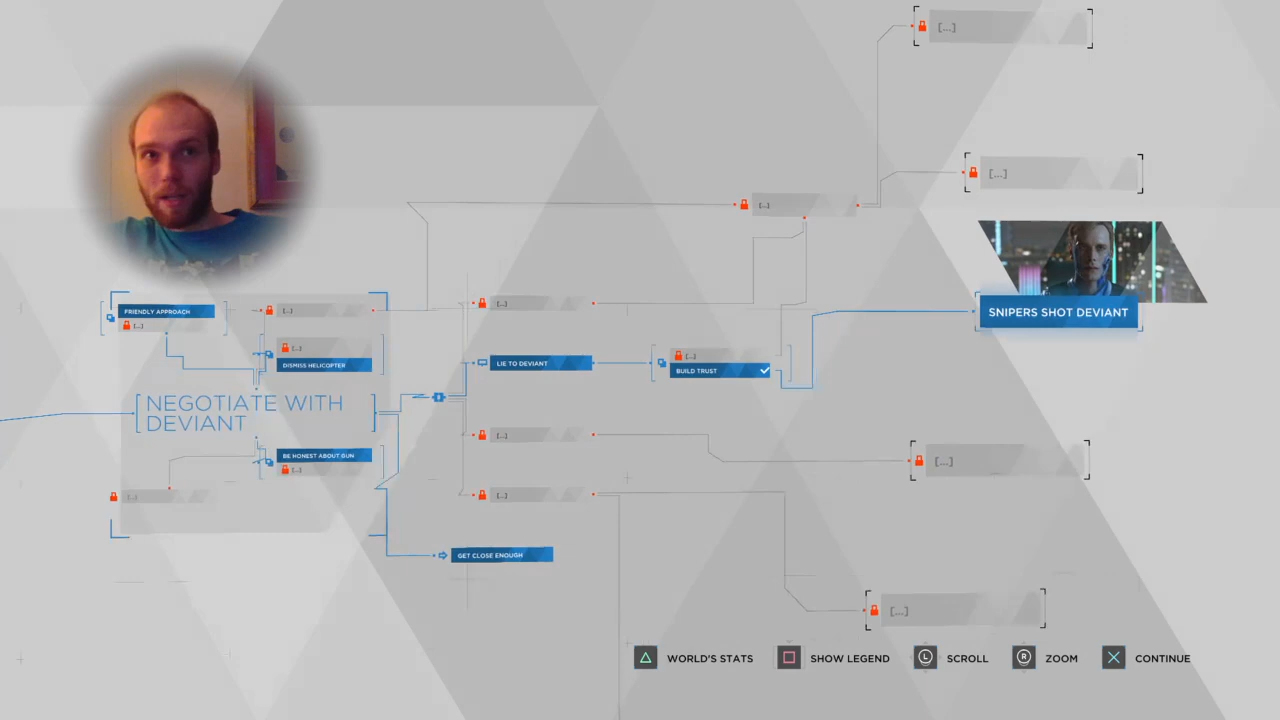 [...]
[...]
[...]
FRIENDLY APPROACH
[...]
[...]
[...]
DISMISS HELICOPTER
NEGOTIATE WITH
DEVIANT
BE HONEST ABOUT GUN
[...]
[...]
[...]
LIE TO DEVIANT
[...]
BUILD TRUST
SNIPERS SHOT DEVIANT
[...]
[...]
[...]
GET CLOSE ENOUGH
[...]
WORLD'S STATS
SHOW LEGEND
L
SCROLL
R
ZOOM
CONTINUE